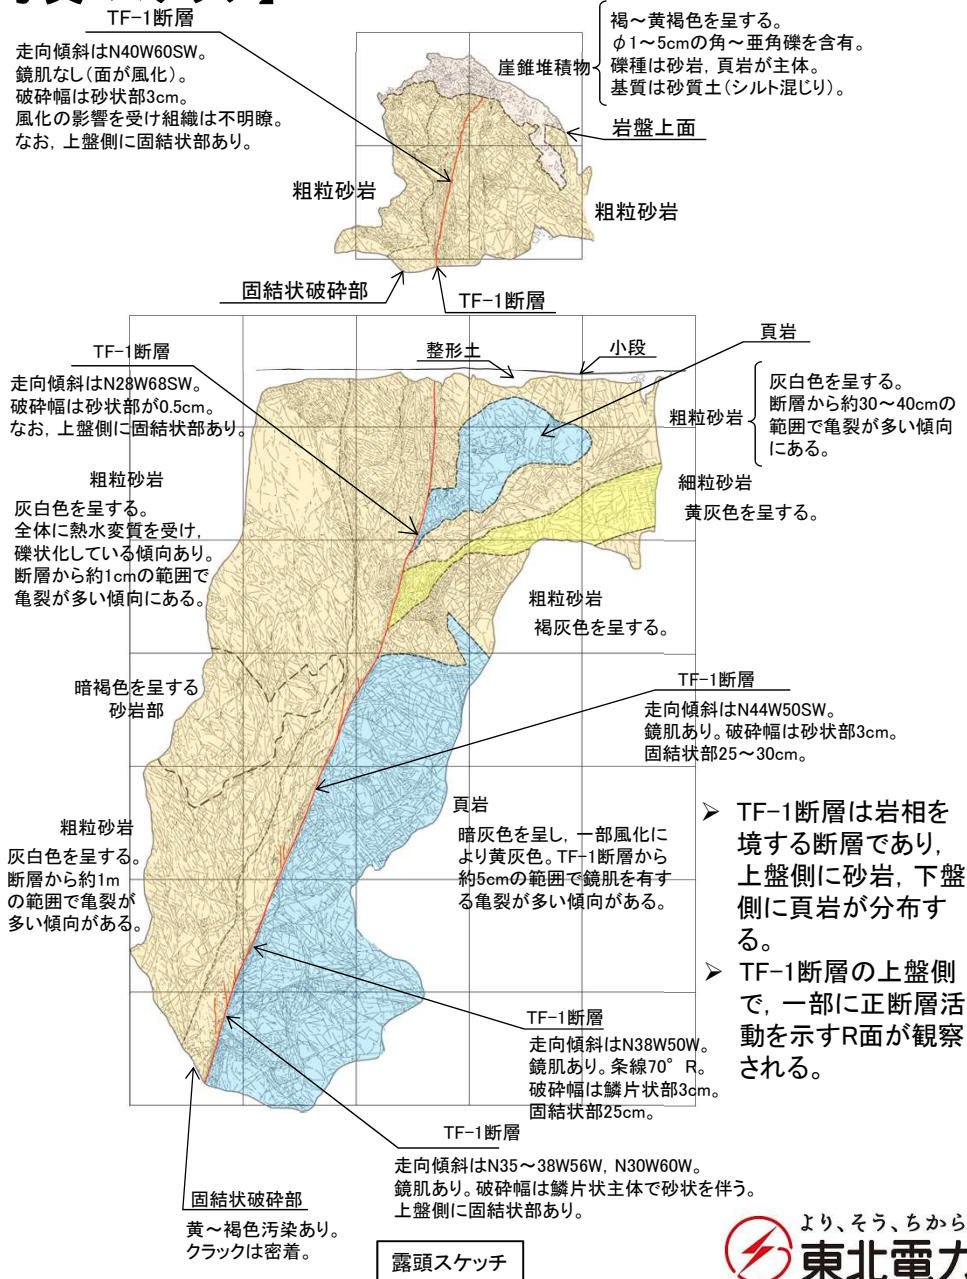 TF-1断層
走向傾斜はN40W60SW。
鏡肌なし(面が風化)。
破砕幅は砂状部3cm。
風化の影響を受け組織は不明瞭。
なお, 上盤側に固結状部あり。
崖錐堆積物
褐～黄褐色を呈する。
φ1～5cmの角～亜角礫を含有。
礫種は砂岩, 頁岩が主体。
基質は砂質土(シルト混じり)。
岩盤上面
粗粒砂岩
粗粒砂岩
固結状破砕部
TF-1断層
TF-1断層
走向傾斜はN28W68SW。
破砕幅は砂状部が0.5cm。
なお, 上盤側に固結状部あり。
整形土
小段
頁岩
粗粒砂岩
灰白色を呈する。
断層から約30～40cmの
範囲で亀裂が多い傾向
にある。
粗粒砂岩
灰白色を呈する。
全体に熱水変質を受け,
礫状化している傾向あり。
断層から約1cmの範囲で
亀裂が多い傾向にある。
細粒砂岩
黄灰色を呈する。
粗粒砂岩
褐灰色を呈する。
暗褐色を呈する
砂岩部
TF-1断層
走向傾斜はN44W50SW。
鏡肌あり。破砕幅は砂状部3cm。
固結状部25～30cm。
粗粒砂岩
灰白色を呈する。
断層から約1m
の範囲で亀裂が
多い傾向がある。
頁岩
暗灰色を呈し, 一部風化に
より黄灰色。TF-1断層から
約5cmの範囲で鏡肌を有す
る亀裂が多い傾向がある。
➢ TF-1断層は岩相を
境する断層であり,
上盤側に砂岩, 下盤
側に頁岩が分布す
る。
➢ TF-1断層の上盤側
で, 一部に正断層活
動を示すR面が観察
される。
TF-1断層
走向傾斜はN38W50W。
鏡肌あり。条線70° R。
破砕幅は鱗片状部3cm。
固結状部25cm。
TF-1断層
走向傾斜はN35～38W56W, N30W60W。
鏡肌あり。破砕幅は鱗片状主体で砂状を伴う。
上盤側に固結部あり。
固結状破砕部
黄～褐色汚染あり。
クラックは密着。
露頭スケッチ
より、そう、ちから
東北電力